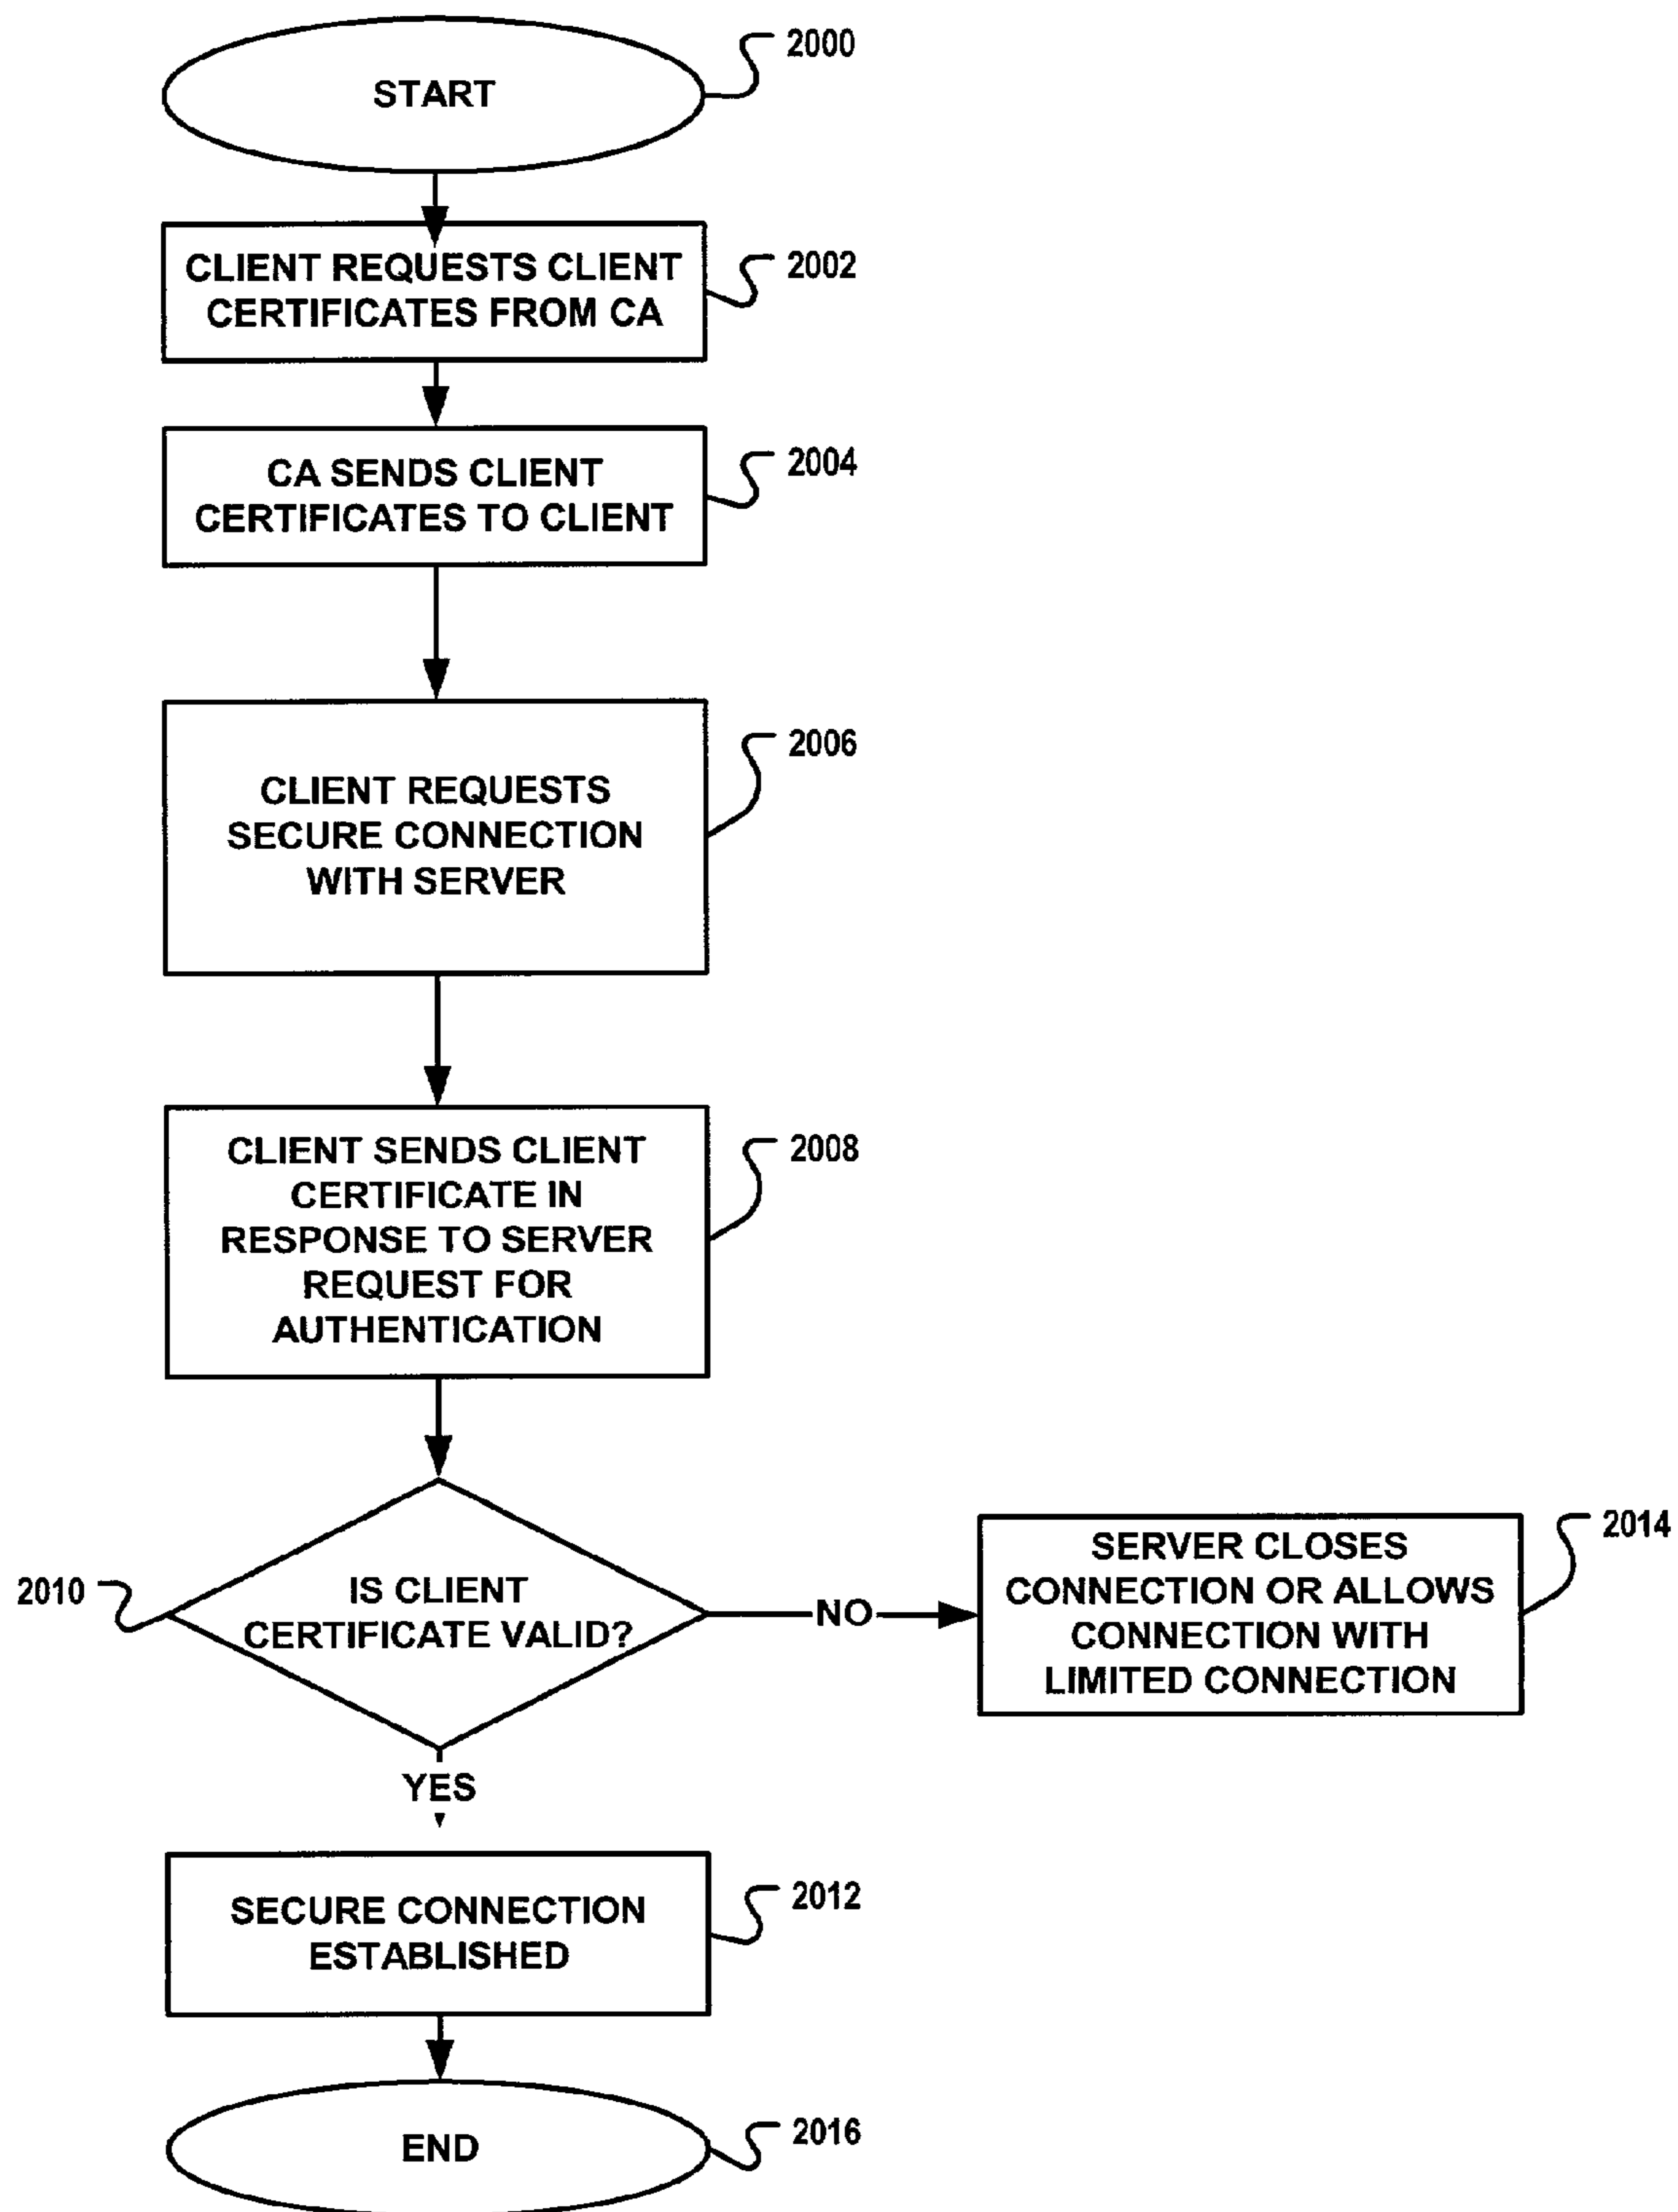 START
2000
CLIENT REQUESTS CLIENT
CERTIFICATES FROM CA
2002
CA SENDS CLIENT
CERTIFICATES TO CLIENT
2004
CLIENT REQUESTS
SECURE CONNECTION
WITH SERVER
2006
CLIENT SENDS CLIENT
CERTIFICATE IN
RESPONSE TO SERVER
REQUEST FOR
AUTHENTICATION
2008
2010
IS CLIENT
CERTIFICATE VALID?
NO
SERVER CLOSES
CONNECTION OR ALLOWS
CONNECTION WITH
LIMITED CONNECTION
2014
YES
SECURE CONNECTION
ESTABLISHED
2012
END
2016